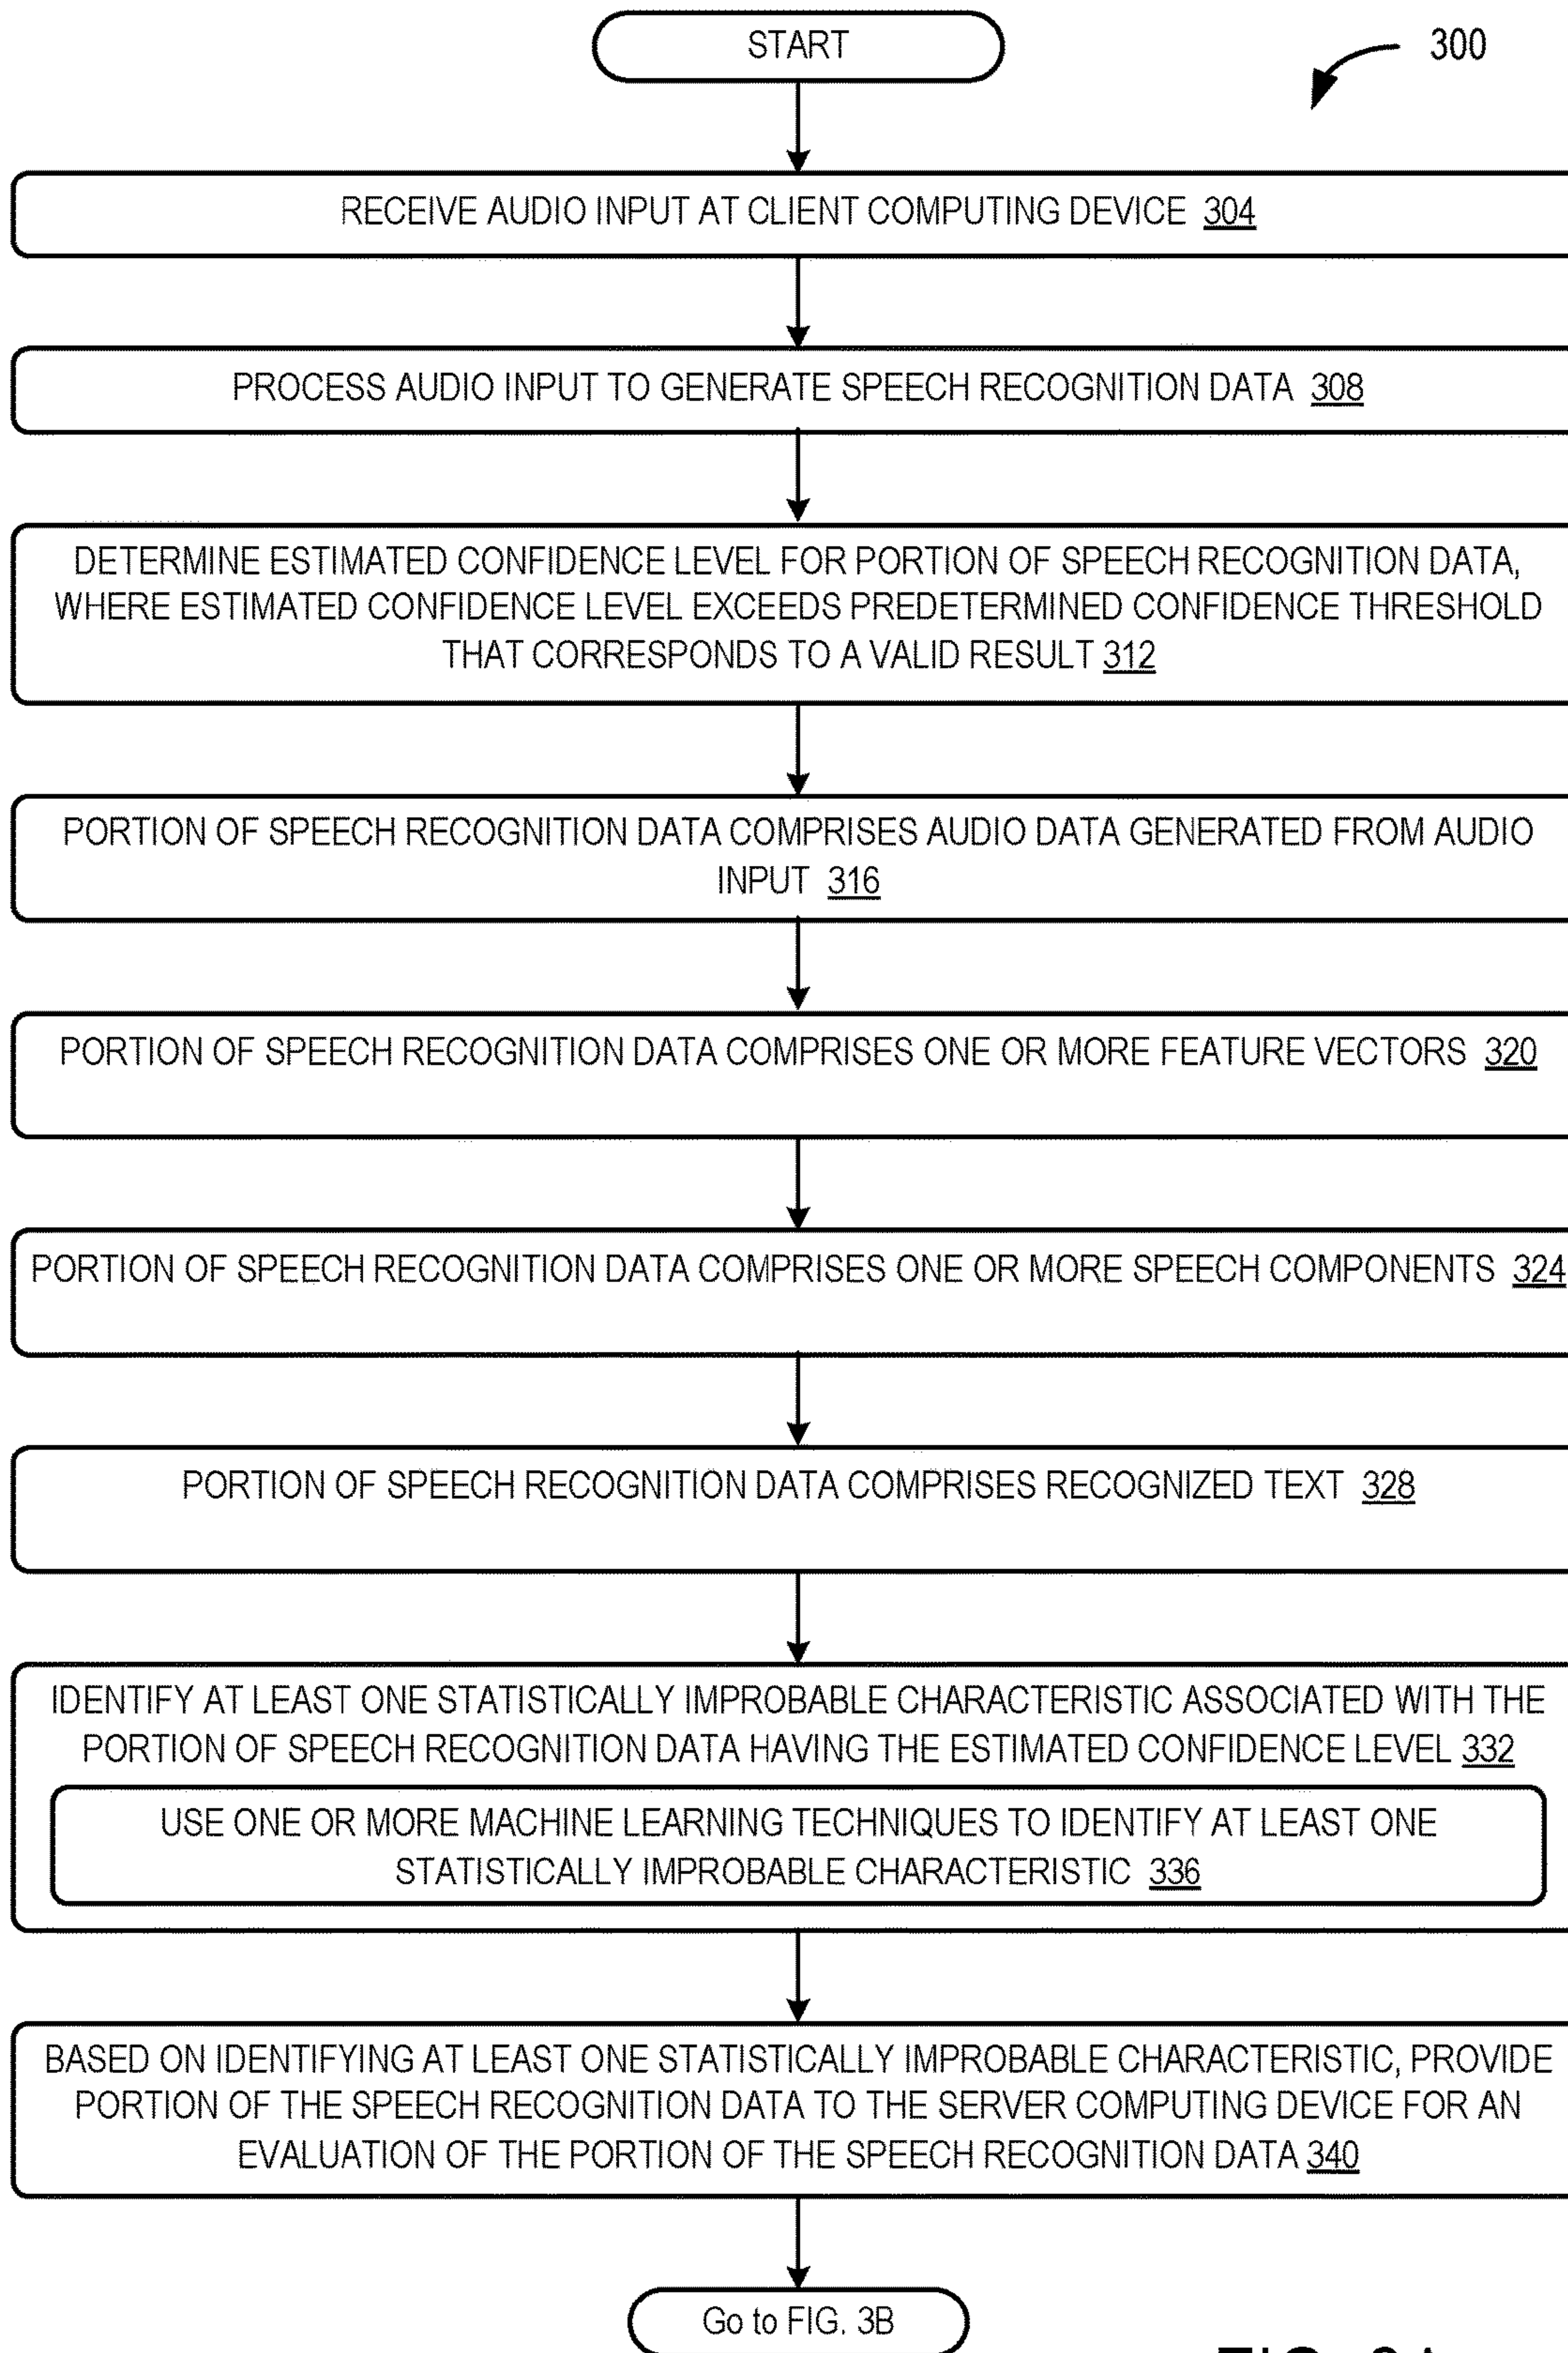 START
300
RECEIVE AUDIO INPUT AT CLIENT COMPUTING DEVICE 304
PROCESS AUDIO INPUT TO GENERATE SPEECH RECOGNITION DATA 308
DETERMINE ESTIMATED CONFIDENCE LEVEL FOR PORTION OF SPEECH RECOGNITION DATA,
WHERE ESTIMATED CONFIDENCE LEVEL EXCEEDS PREDETERMINED CONFIDENCE THRESHOLD
THAT CORRESPONDS TO A VALID RESULT 312
PORTION OF SPEECH RECOGNITION DATA COMPRISES AUDIO DATA GENERATED FROM AUDIO
INPUT 316
PORTION OF SPEECH RECOGNITION DATA COMPRISES ONE OR MORE FEATURE VECTORS 320
PORTION OF SPEECH RECOGNITION DATA COMPRISES ONE OR MORE SPEECH COMPONENTS 324
PORTION OF SPEECH RECOGNITION DATA COMPRISES RECOGNIZED TEXT 328
IDENTIFY AT LEAST ONE STATISTICALLY IMPROBABLE CHARACTERISTIC ASSOCIATED WITH THE
PORTION OF SPEECH RECOGNITION DATA HAVING THE ESTIMATED CONFIDENCE LEVEL 332
USE ONE OR MORE MACHINE LEARNING TECHNIQUES TO IDENTIFY AT LEAST ONE
STATISTICALLY IMPROBABLE CHARACTERISTIC 336
BASED ON IDENTIFYING AT LEAST ONE STATISTICALLY IMPROBABLE CHARACTERISTIC, PROVIDE
PORTION OF THE SPEECH RECOGNITION DATA TO THE SERVER COMPUTING DEVICE FOR AN
EVALUATION OF THE PORTION OF THE SPEECH RECOGNITION DATA 340
Go to FIG. 3B